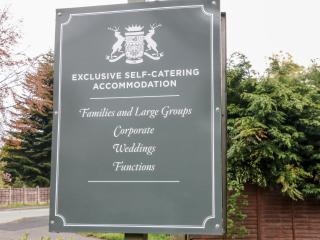 EXCLUSIVE SELF-CATERING
ACCOMMODATION
Families and Large Groups
Corporate
Weddings
Functions